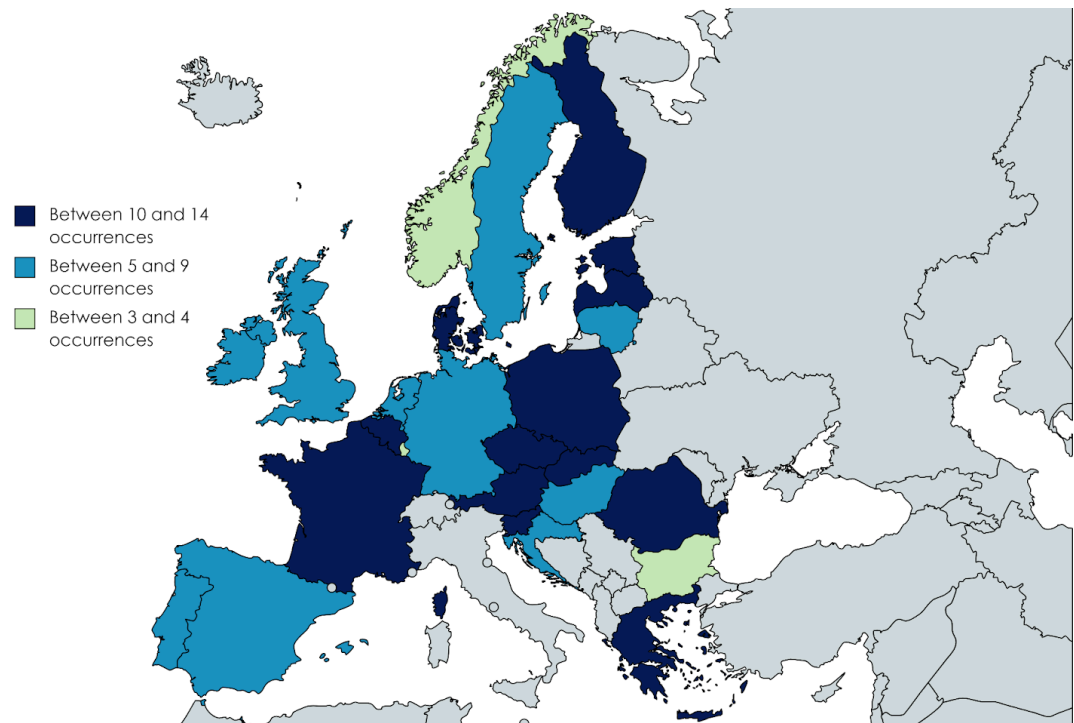 Between 10 and 14
occurrences
Between 5 and 9
occurrences
Between 3 and 4
occurrences